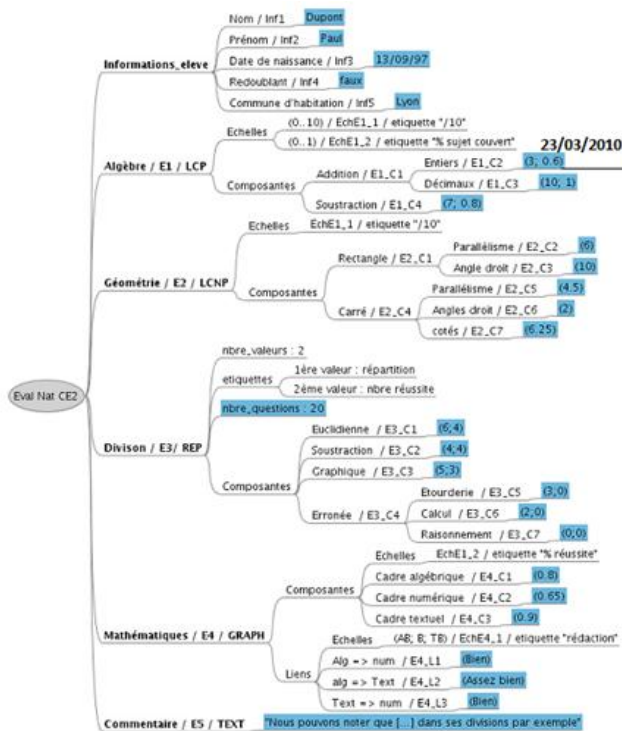 Eval Nat CE2
Informations_eleve
Nom / Inf1 Dupont
Prénom / Inf2 Paul
Date de naissance / Inf3 13/09/97
Redoublant / Inf4 faux
Commune d'habitation / Inf5 Lyon
23/03/2010
Algèbre / E1 / LCP
Echelles
(0..10) / EchE1_1 / etiquette "/10"
(0..1) / EchE1_2 / etiquette "% sujet couvert"
Composantes
Addition / E1_C1
Entiers / E1_C2 (3; 0.6)
Décimaux / E1_C3 (10; 1)
Soustraction / E1_C4 (7; 0.8)
Géométrie / E2 / LCNP
Echelles EchE1_1 / etiquette "/10"
Composantes
Rectangle / E2_C1
Parallélisme / E2_C2 (6)
Angle droit / E2_C3 (10)
Carré / E2_C4
Parallélisme / E2_C5 (4.5)
Angles droit / E2_C6 (2)
cotés / E2_C7 (6.25)
Divison / E3/ REP
nbre_valeurs : 2
etiquettes
1ère valeur : répartition
2ème valeur : nbre réussite
nbre_questions : 20
Composantes
Euclidienne / E3_C1 (6;4)
Soustraction / E3_C2 (4;4)
Graphique / E3_C3 (5;3)
Erronée / E3_C4
Etourderie / E3_C5 (3;0)
Calcul / E3_C6 (2;0)
Raisonnement / E3_C7 (0;0)
Mathématiques / E4 / GRAPH
Composantes
Echelles EchE1_2 / etiquette "% réussite"
Cadre algébrique / E4_C1 (0.8)
Cadre numérique / E4_C2 (0.65)
Cadre textuel / E4_C3 (0.9)
Liens
Echelles (AB; B; TB) / EchE4_1 / etiquette "rédaction"
Alg => num / E4_L1 (Bien)
alg => Text / E4_L2 (Assez bien)
Text => num / E4_L3 (Bien)
Commentaire / E5 / TEXT "Nous pouvons noter que [...] dans ses divisions par exemple"